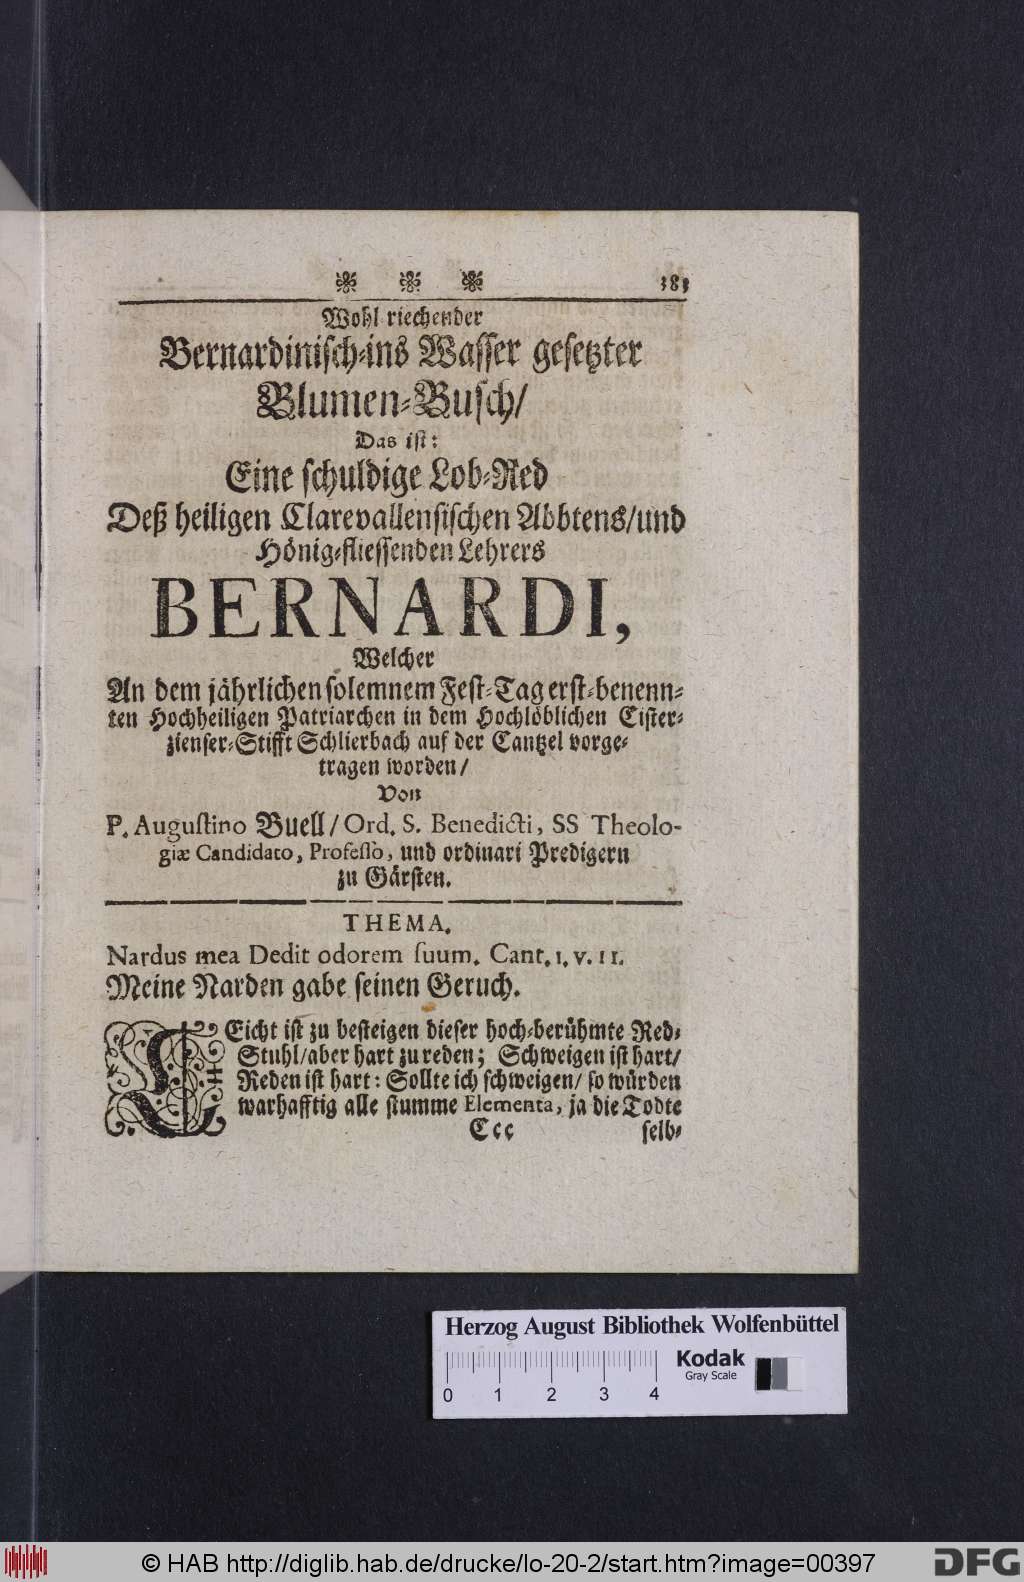 385
Wohl riechender
Bernardinisch-ins Wasser gesetzter
Blumen-Busch/
Das ist:
Eine schuldige Lob-Red
Deß heiligen Clarevallensischen Abbtens/und
Hönig-fliessenden Lehrers
BERNARDI,
Welcher
An dem jährlichen solemnem Fest-Tag erst-benenn-
ten Hochheiligen Patriarchen in dem Hochlöblichen Cister-
zienser-Stifft Schlierbach auf der Cantzel vorge-
tragen worden/
Von
P. Augustino Buell/ Ord. S. Benedicti, SS Theolo-
giæ Candidato, Professò, und ordinari Predigern
zu Gärsten.
THEMA.
Nardus mea Dedit odorem suum. Cant. 1. v. 11.
Meine Narden gabe seinen Geruch.
LEicht ist zu besteigen dieser hoch-berühmte Red-
Stuhl/aber hart zu reden; Schweigen ist hart/
Reden ist hart: Sollte ich schweigen/ so würden
warhafftig alle stumme Elementa, ja die Todte
Ccc selb-
Herzog August Bibliothek Wolfenbüttel
Kodak
Gray Scale
0 1 2 3 4
© HAB http://diglib.hab.de/drucke/lo-20-2/start.htm?image=00397
DFG